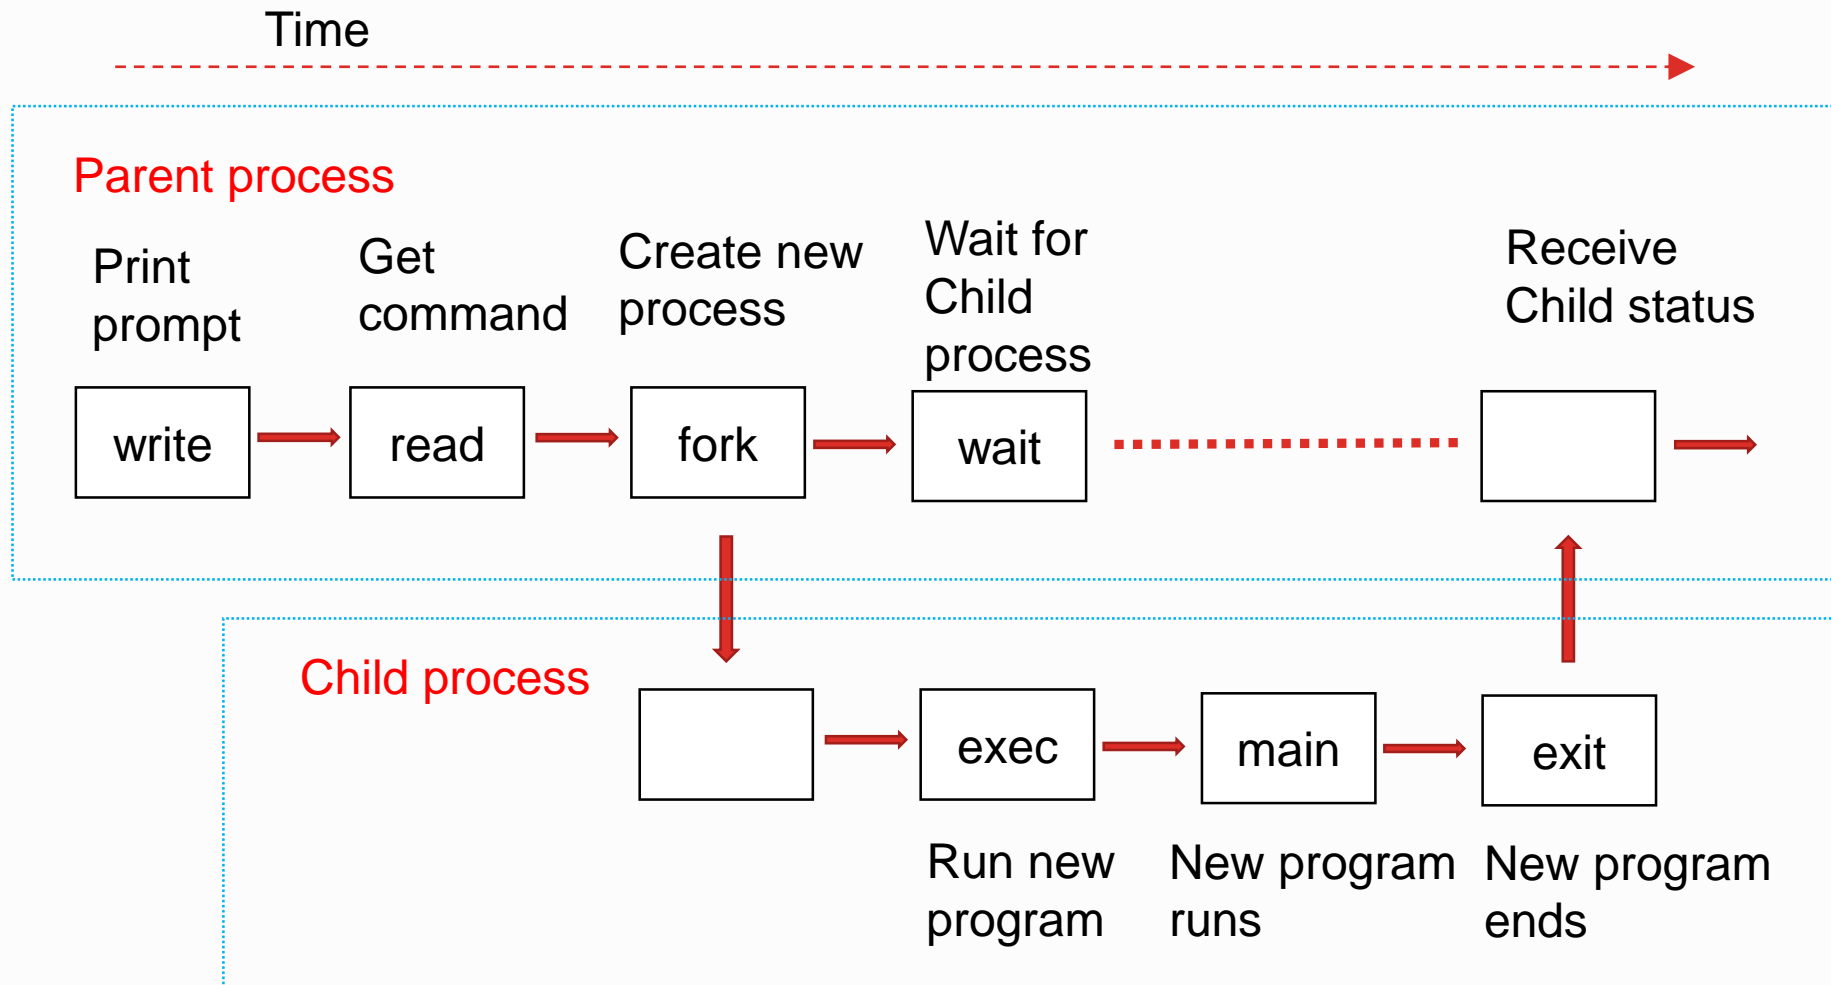 Time
Parent process
Print
prompt
Get
command
Create new
process
Wait for
Child
process
Receive
Child status
write
read
fork
wait
Child process
exec
main
exit
Run new
program
New program
runs
New program
ends